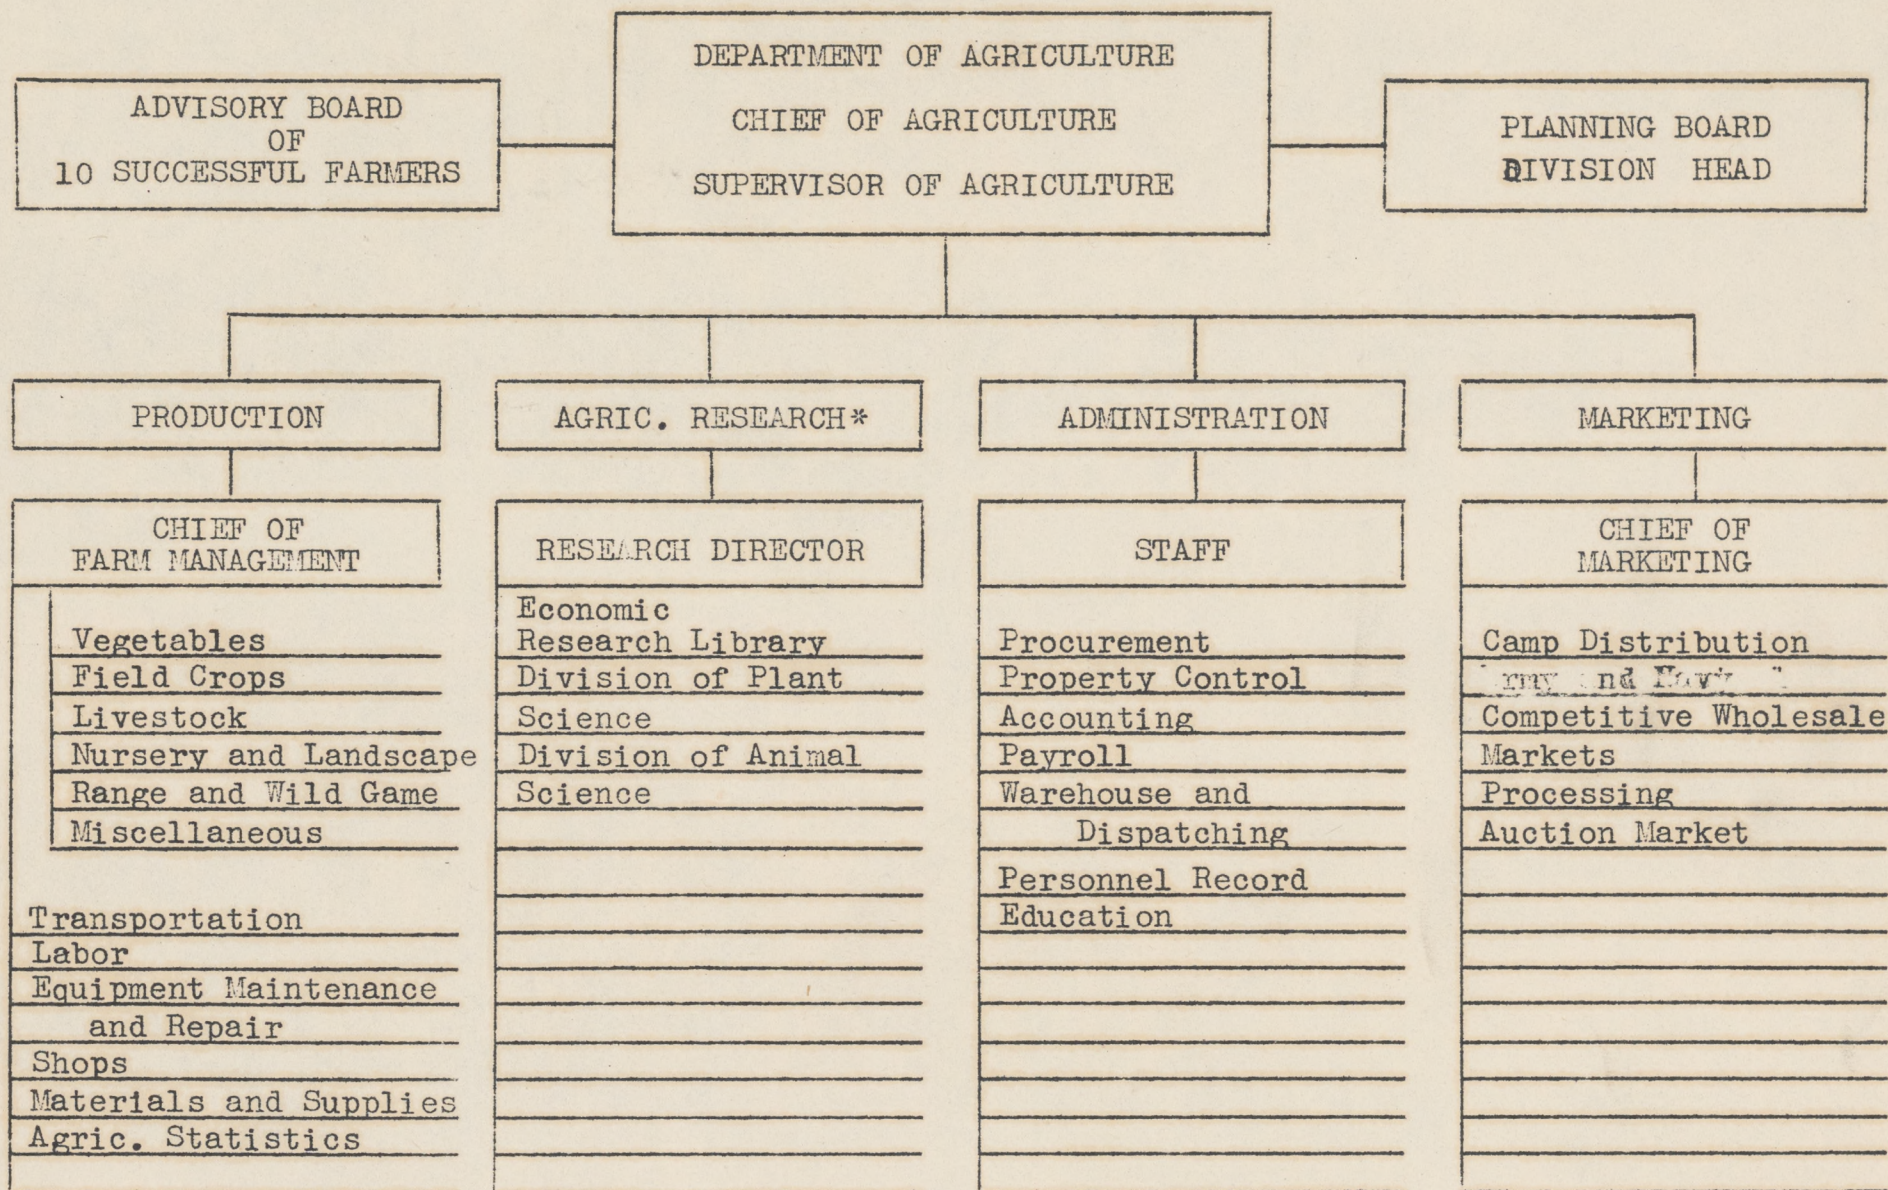 DEPARTMENT OF AGRICULTURE
CHIEF OF AGRICULTURE
SUPERVISOR OF AGRICULTURE
ADVISORY BOARD
OF
10 SUCCESSFUL FARMERS
PLANNING BOARD
DIVISION HEAD
PRODUCTION
CHIEF OF
FARM MANAGEMENT
Vegetables
Field Crops
Livestock
Nursery and Landscape
Range and Wild Game
Miscellaneous
Transportation
Labor
Equipment Maintenance
and Repair
Shops
Materials and Supplies
Agric. Statistics
AGRIC. RESEARCH*
RESEARCH DIRECTOR
Economic
Research Library
Division of Plant
Science
Division of Animal
Science
ADMINISTRATION
STAFF
Procurement
Property Control
Accounting
Payroll
Warehouse and
Dispatching
Personnel Record
Education
MARKETING
CHIEF OF
MARKETING
Camp Distribution
Competitive Wholesale
Markets
Processing
Auction Market